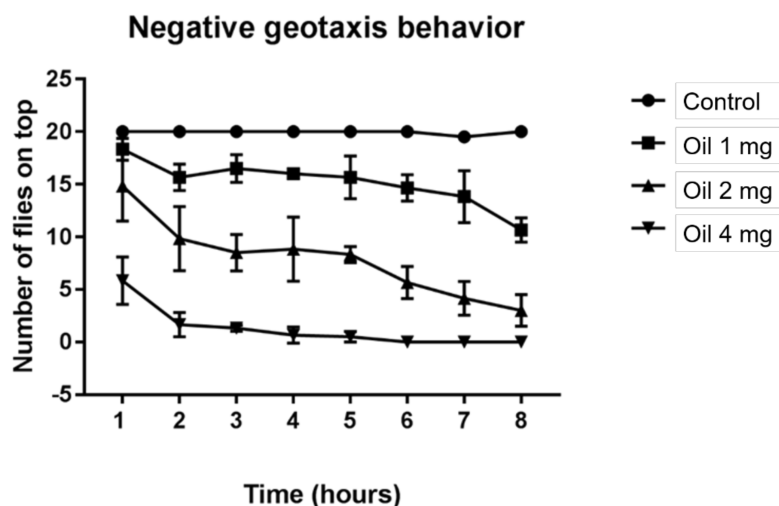 Negative geotaxis behavior
Number of flies on top
25
20
15
10
5
0
-5
1 2 3 4 5 6 7 8
Time (hours)
Control
Oil 1 mg
Oil 2 mg
Oil 4 mg